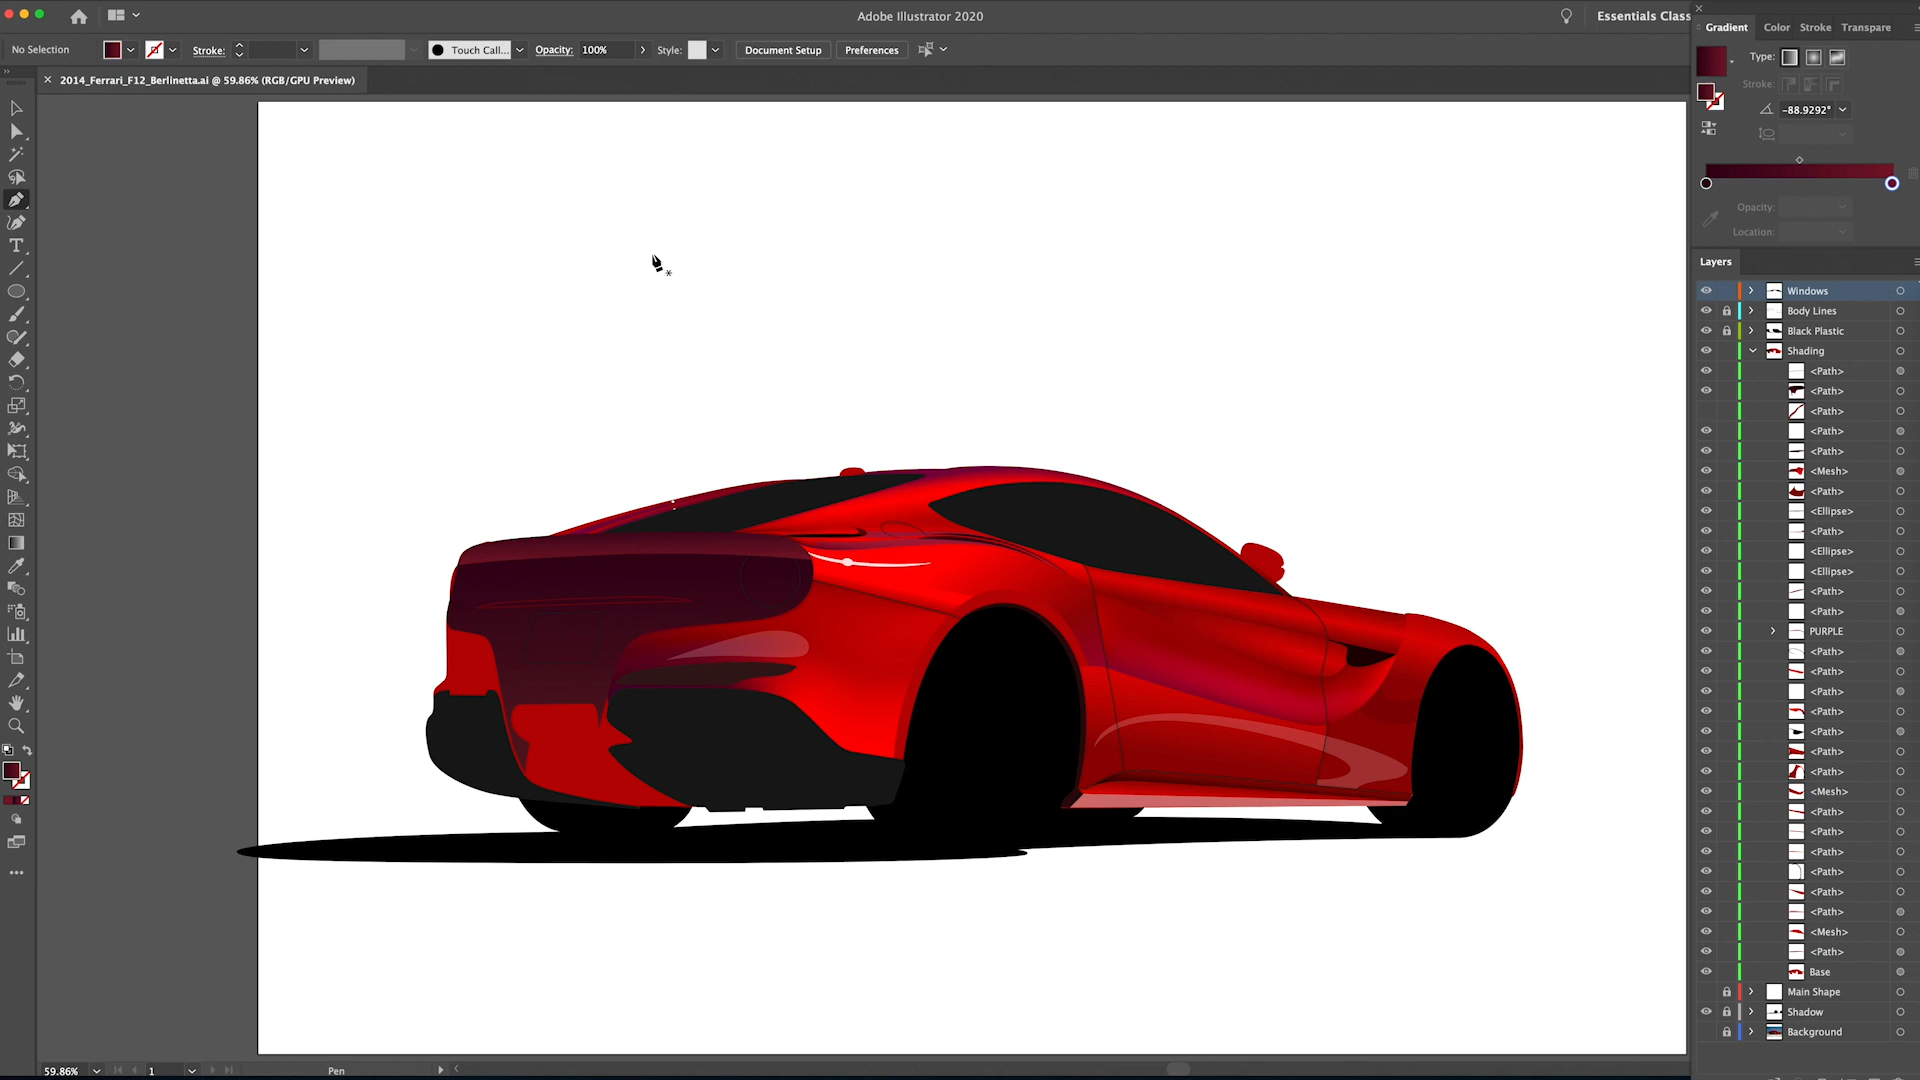 Adobe Illustrator 2020
Essentials Class
No Selection
Stroke:
Touch Call...
Opacity:
100%
Style:
Document Setup
Preferences
2014_Ferrari_F12_Berlinetta.ai @ 59.86% (RGB/GPU Preview)
Gradient
Color
Stroke
Transpare
Type:
Stroke:
-88.9292°
Opacity:
Location:
Layers
Windows
Body Lines
Black Plastic
Shading
<Path>
<Path>
<Path>
<Path>
<Path>
<Mesh>
<Path>
<Ellipse>
<Path>
<Ellipse>
<Ellipse>
<Path>
<Path>
PURPLE
<Path>
<Path>
<Path>
<Path>
<Path>
<Path>
<Path>
<Mesh>
<Path>
<Path>
<Path>
<Path>
<Path>
<Path>
<Mesh>
<Path>
Base
Main Shape
Shadow
Background
59.86%
1
Pen